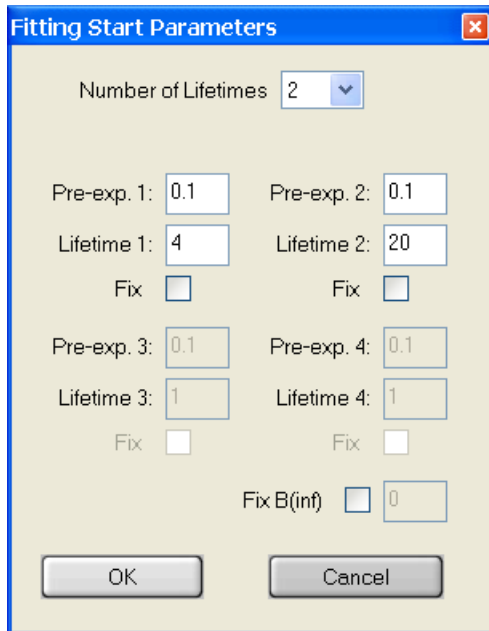 Fitting Start Parameters
Number of Lifetimes 2
Pre-exp. 1: 0.1 Pre-exp. 2: 0.1
Lifetime 1: 4 Lifetime 2: 20
Fix Fix
Pre-exp. 3: 0.1 Pre-exp. 4: 0.1
Lifetime 3: 1 Lifetime 4: 1
Fix Fix
Fix B(inf) 0
OK Cancel